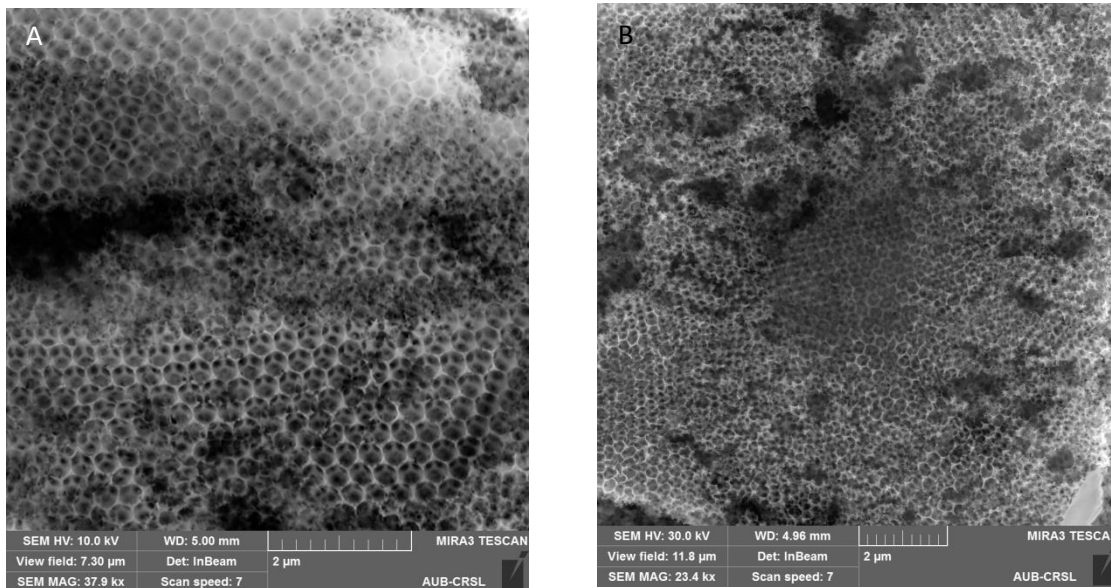 A
SEM HV: 10.0 kV WD: 5.00 mm MIRA3 TESCAN
View field: 7.30 µm Det: InBeam 2 µm
SEM MAG: 37.9 kx Scan speed: 7 AUB-CRSL
B
SEM HV: 30.0 kV WD: 4.96 mm MIRA3 TESCAN
View field: 11.8 µm Det: InBeam 2 µm
SEM MAG: 23.4 kx Scan speed: 7 AUB-CRSL